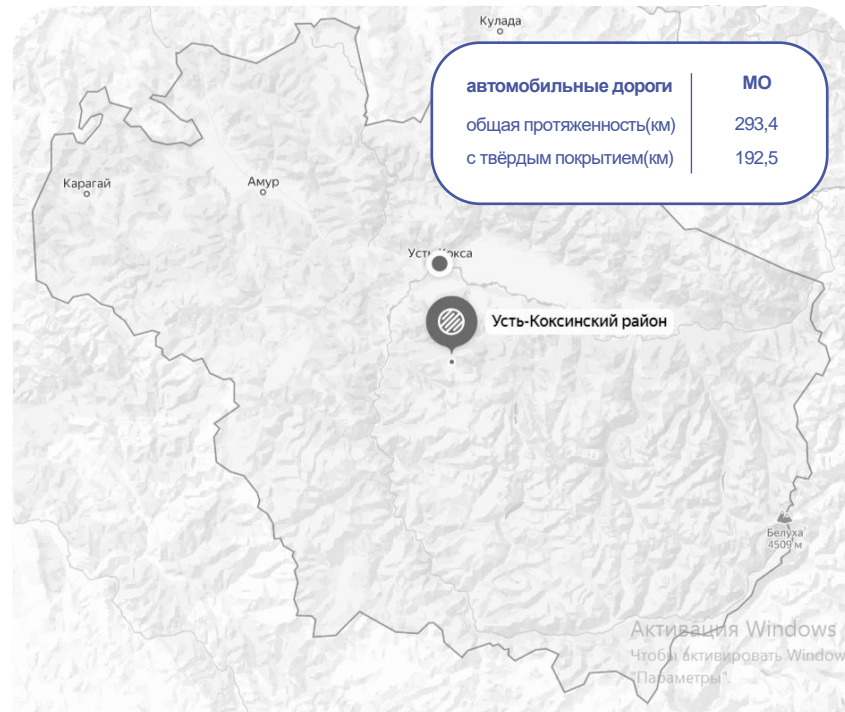 Кулада
автомобильные дороги МО
общая протяженность(км) 293,4
с твёрдым покрытием(км) 192,5
Карагай
Амур
Усть-Кокса
Усть-Коксинский район
Белуха
4509 м
Активация Windows
Чтобы активировать Window
"Параметры".